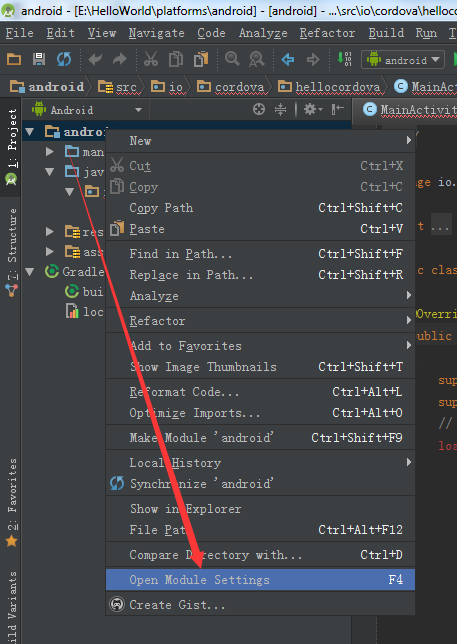 android - [E:\HelloWorld\platforms\android] - [android] - ...\src\io\cordova\helloc
File Edit View Navigate Code Analyze Refactor Build Run
android
android src io cordova hellocordova MainA
1: Project
Android
MainActivit
androi
man
jav
res
ass
Gradle
bui
loc
New
Cut Ctrl+X
Copy Ctrl+C
Copy Path Ctrl+Shift+C
Paste Ctrl+V
Find in Path... Ctrl+Shift+F
Replace in Path... Ctrl+Shift+R
Analyze
Refactor
Add to Favorites
Show Image Thumbnails Ctrl+Shift+T
Reformat Code... Ctrl+Alt+L
Optimize Imports... Ctrl+Alt+O
Make Module 'android' Ctrl+Shift+F9
Local History
Synchronize 'android'
Show in Explorer
File Path Ctrl+Alt+F12
Compare Directory with... Ctrl+D
Open Module Settings F4
Create Gist...
7: Structure
2: Favorites
uild Variants
ge io.
t ...
c clas
Overri
public
sup
sup
//
loa